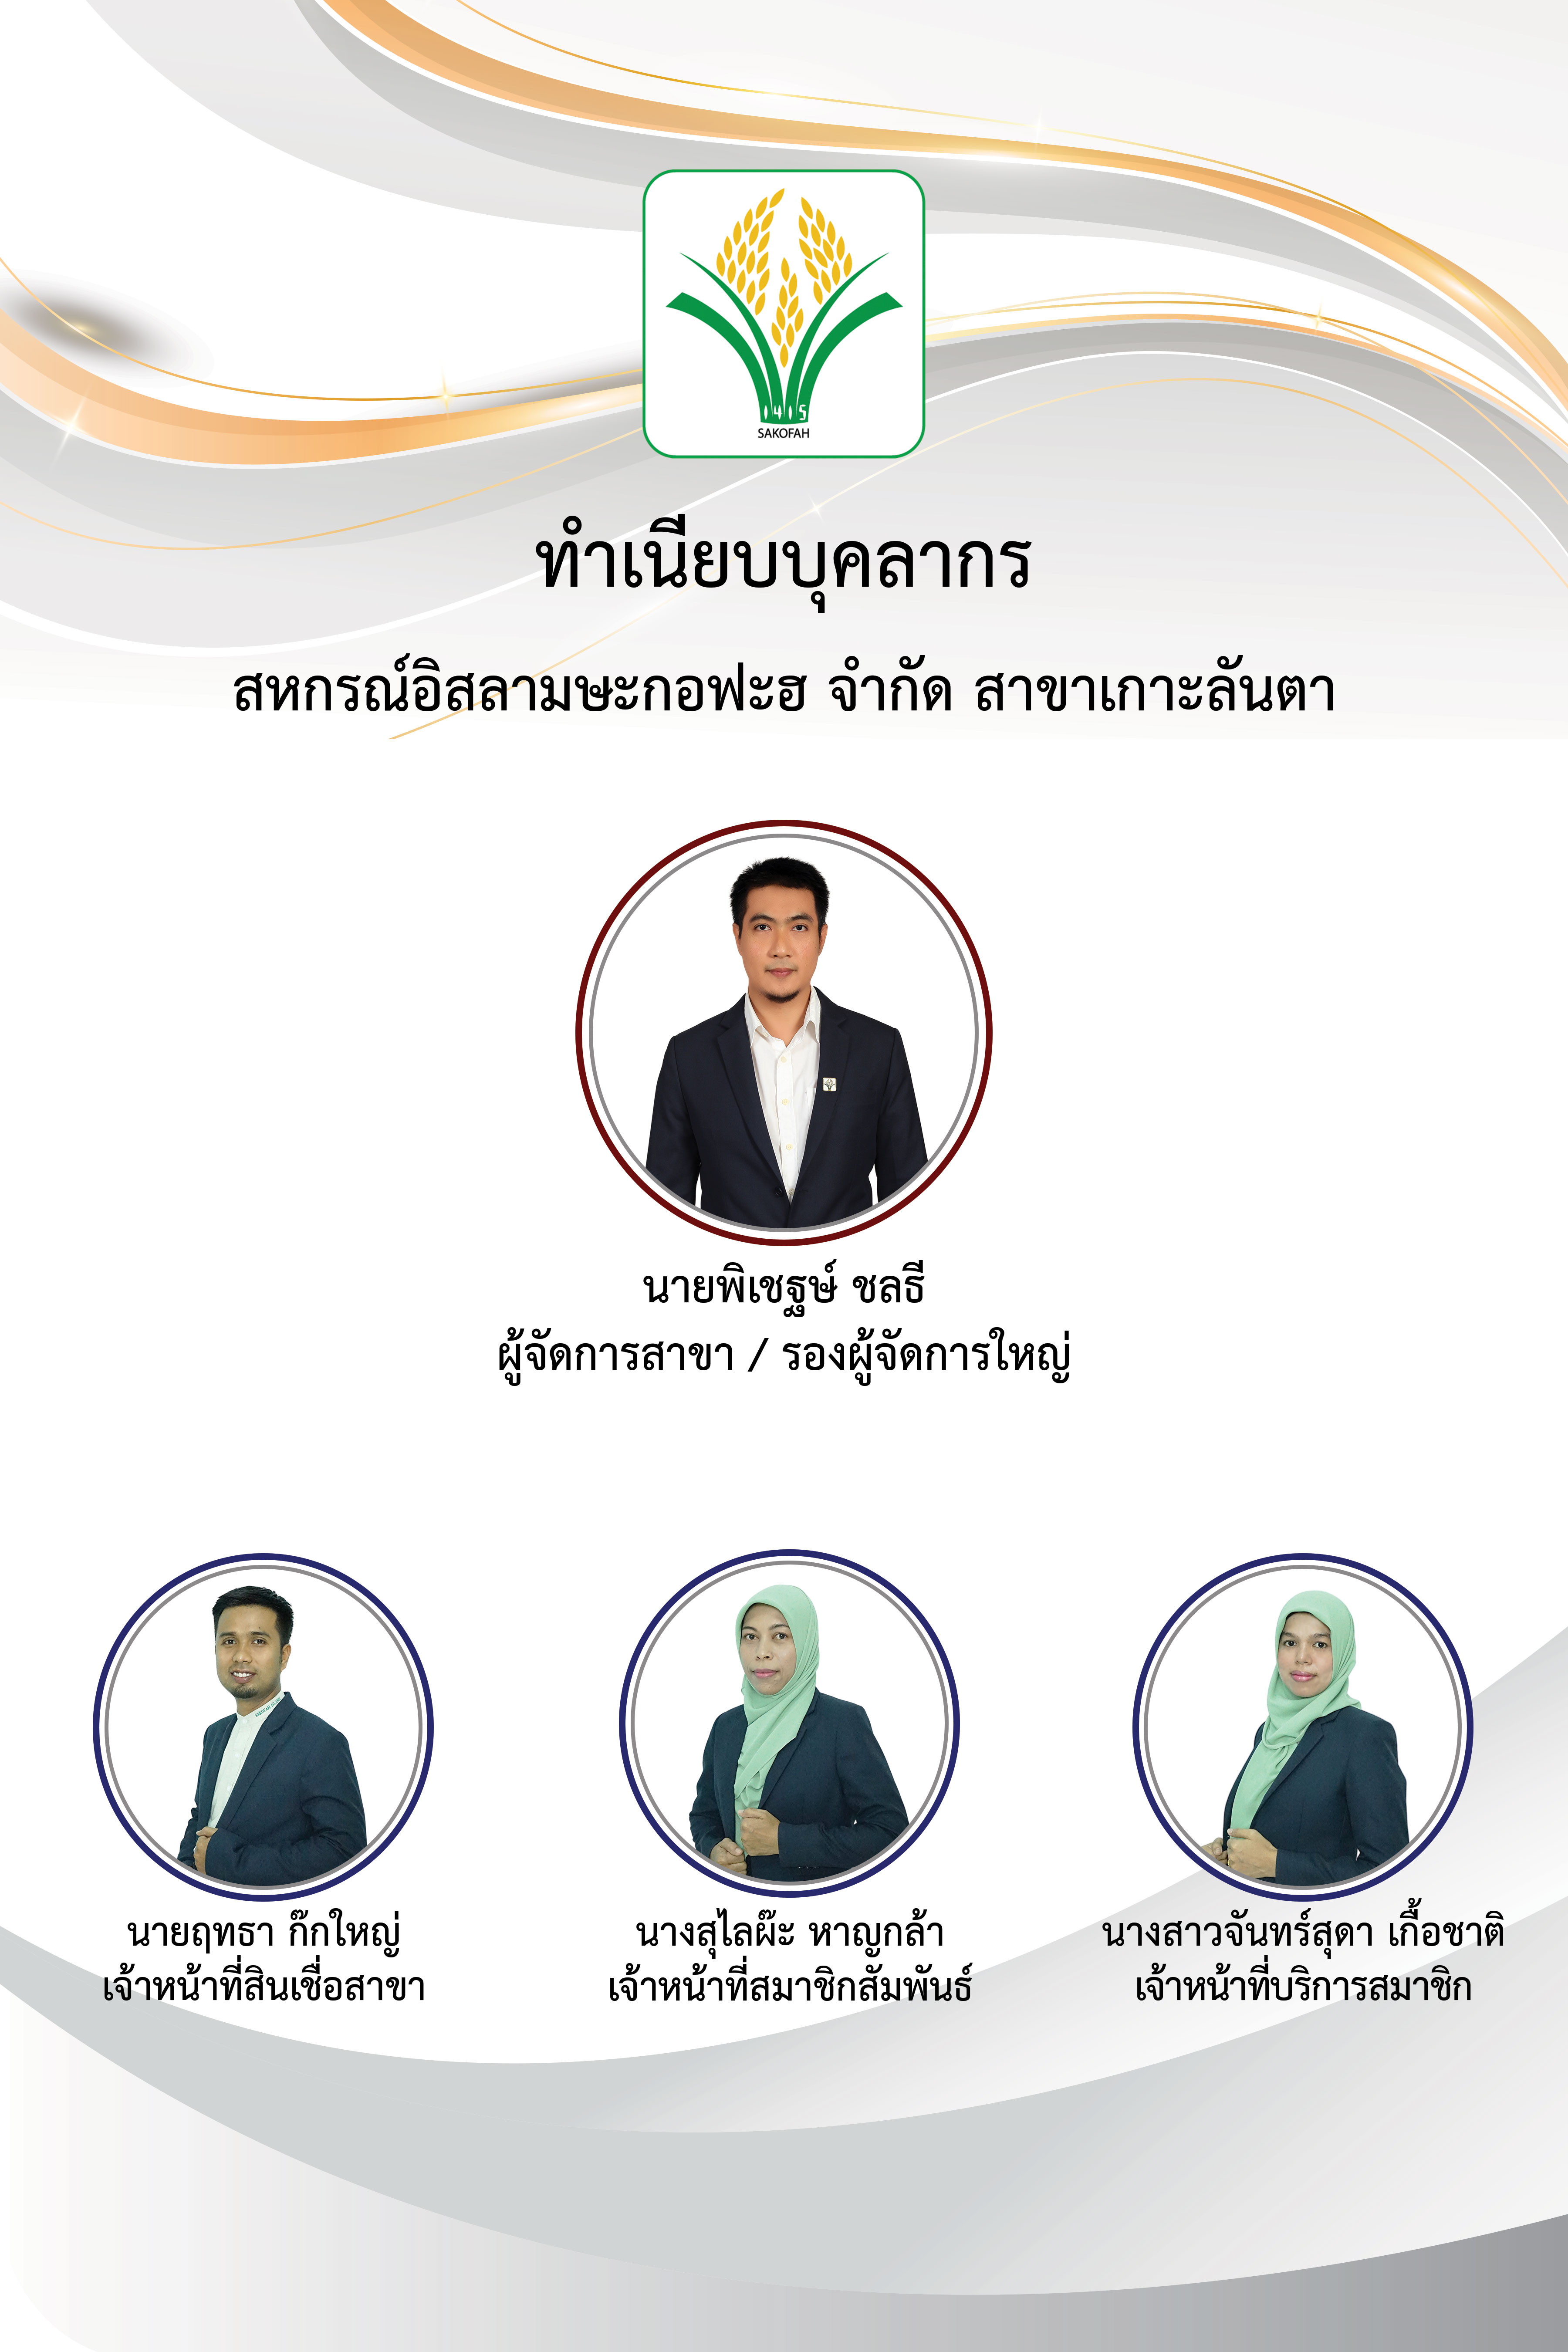 1415
SAKOFAH
ทำเนียบบุคลากร
สหกรณ์อิสลามษะกอฟะฮ จำกัด สาขาเกาะลันตา
นายพิเชฐษ์ ชลธี
ผู้จัดการสาขา / รองผู้จัดการใหญ่
นายฤทธา ก๊กใหญ่
เจ้าหน้าที่สินเชื่อสาขา
นางสุไลผ๊ะ หาญกล้า
เจ้าหน้าที่สมาชิกสัมพันธ์
นางสาวจันทร์สุดา เกื้อชาติ
เจ้าหน้าที่บริการสมาชิก